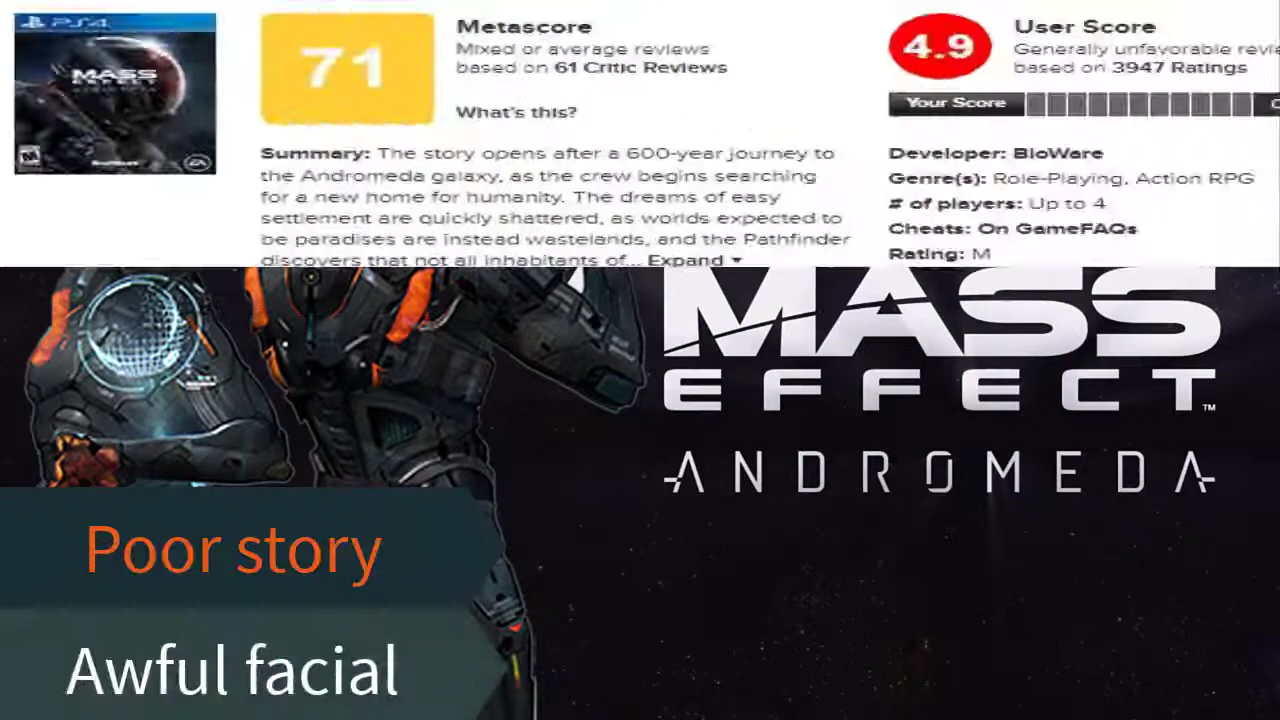 PS4
MASS
EFFECT
ANDROMEDA
M
EA
71
Metascore
Mixed or average reviews
based on 61 Critic Reviews
What's this?
Summary: The story opens after a 600-year journey to
the Andromeda galaxy, as the crew begins searching
for a new home for humanity. The dreams of easy
settlement are quickly shattered, as worlds expected to
be paradises are instead wastelands, and the Pathfinder
discovers that not all inhabitants of... Expand
4.9
User Score
Generally unfavorable
based on 3947 Ratings
Your Score
Developer: BioWare
Genre(s): Role-Playing, Action RPG
# of players: Up to 4
Cheats: On GameFAQs
Rating: M
MASS
EFFECT™
ANDROMEDA
Poor story
Awful facial